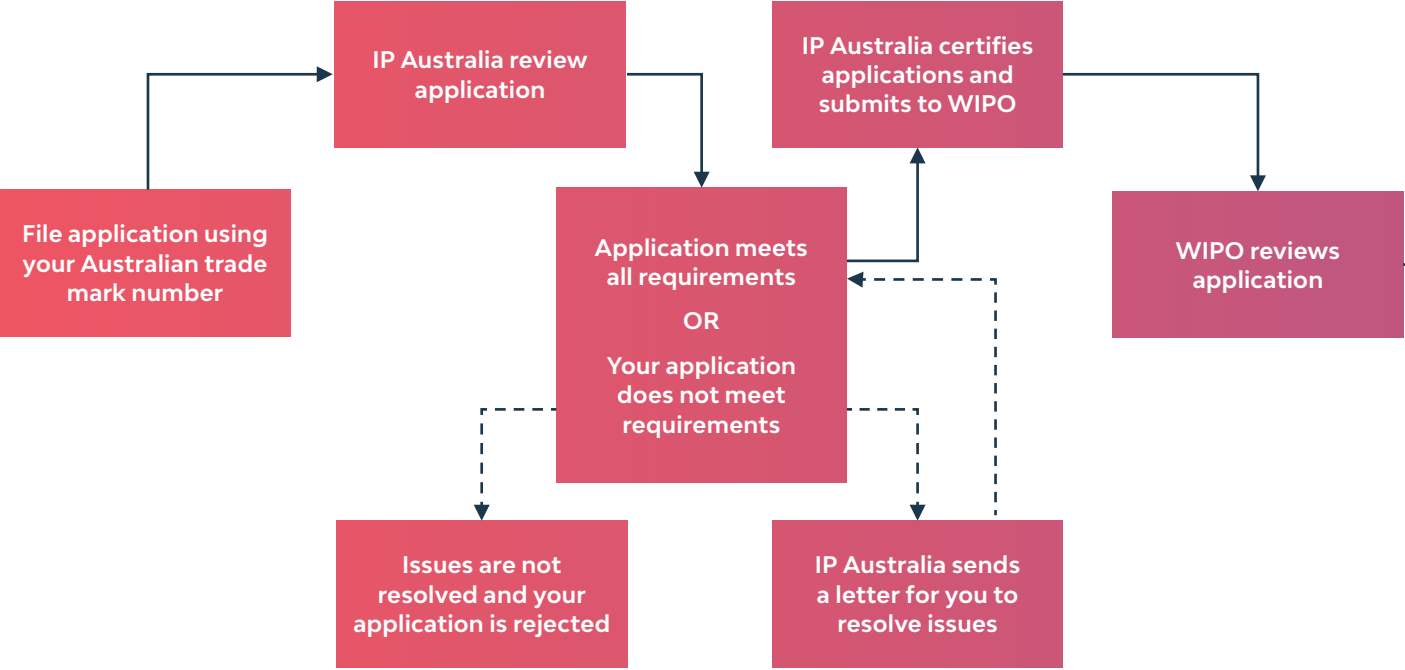 File application using
your Australian trade
mark number
IP Australia review
application
Application meets
all requirements
OR
Your application
does not meet
requirements
Issues are not
resolved and your
application is rejected
IP Australia sends
a letter for you to
resolve issues
IP Australia certifies
applications and
submits to WIPO
WIPO reviews
application